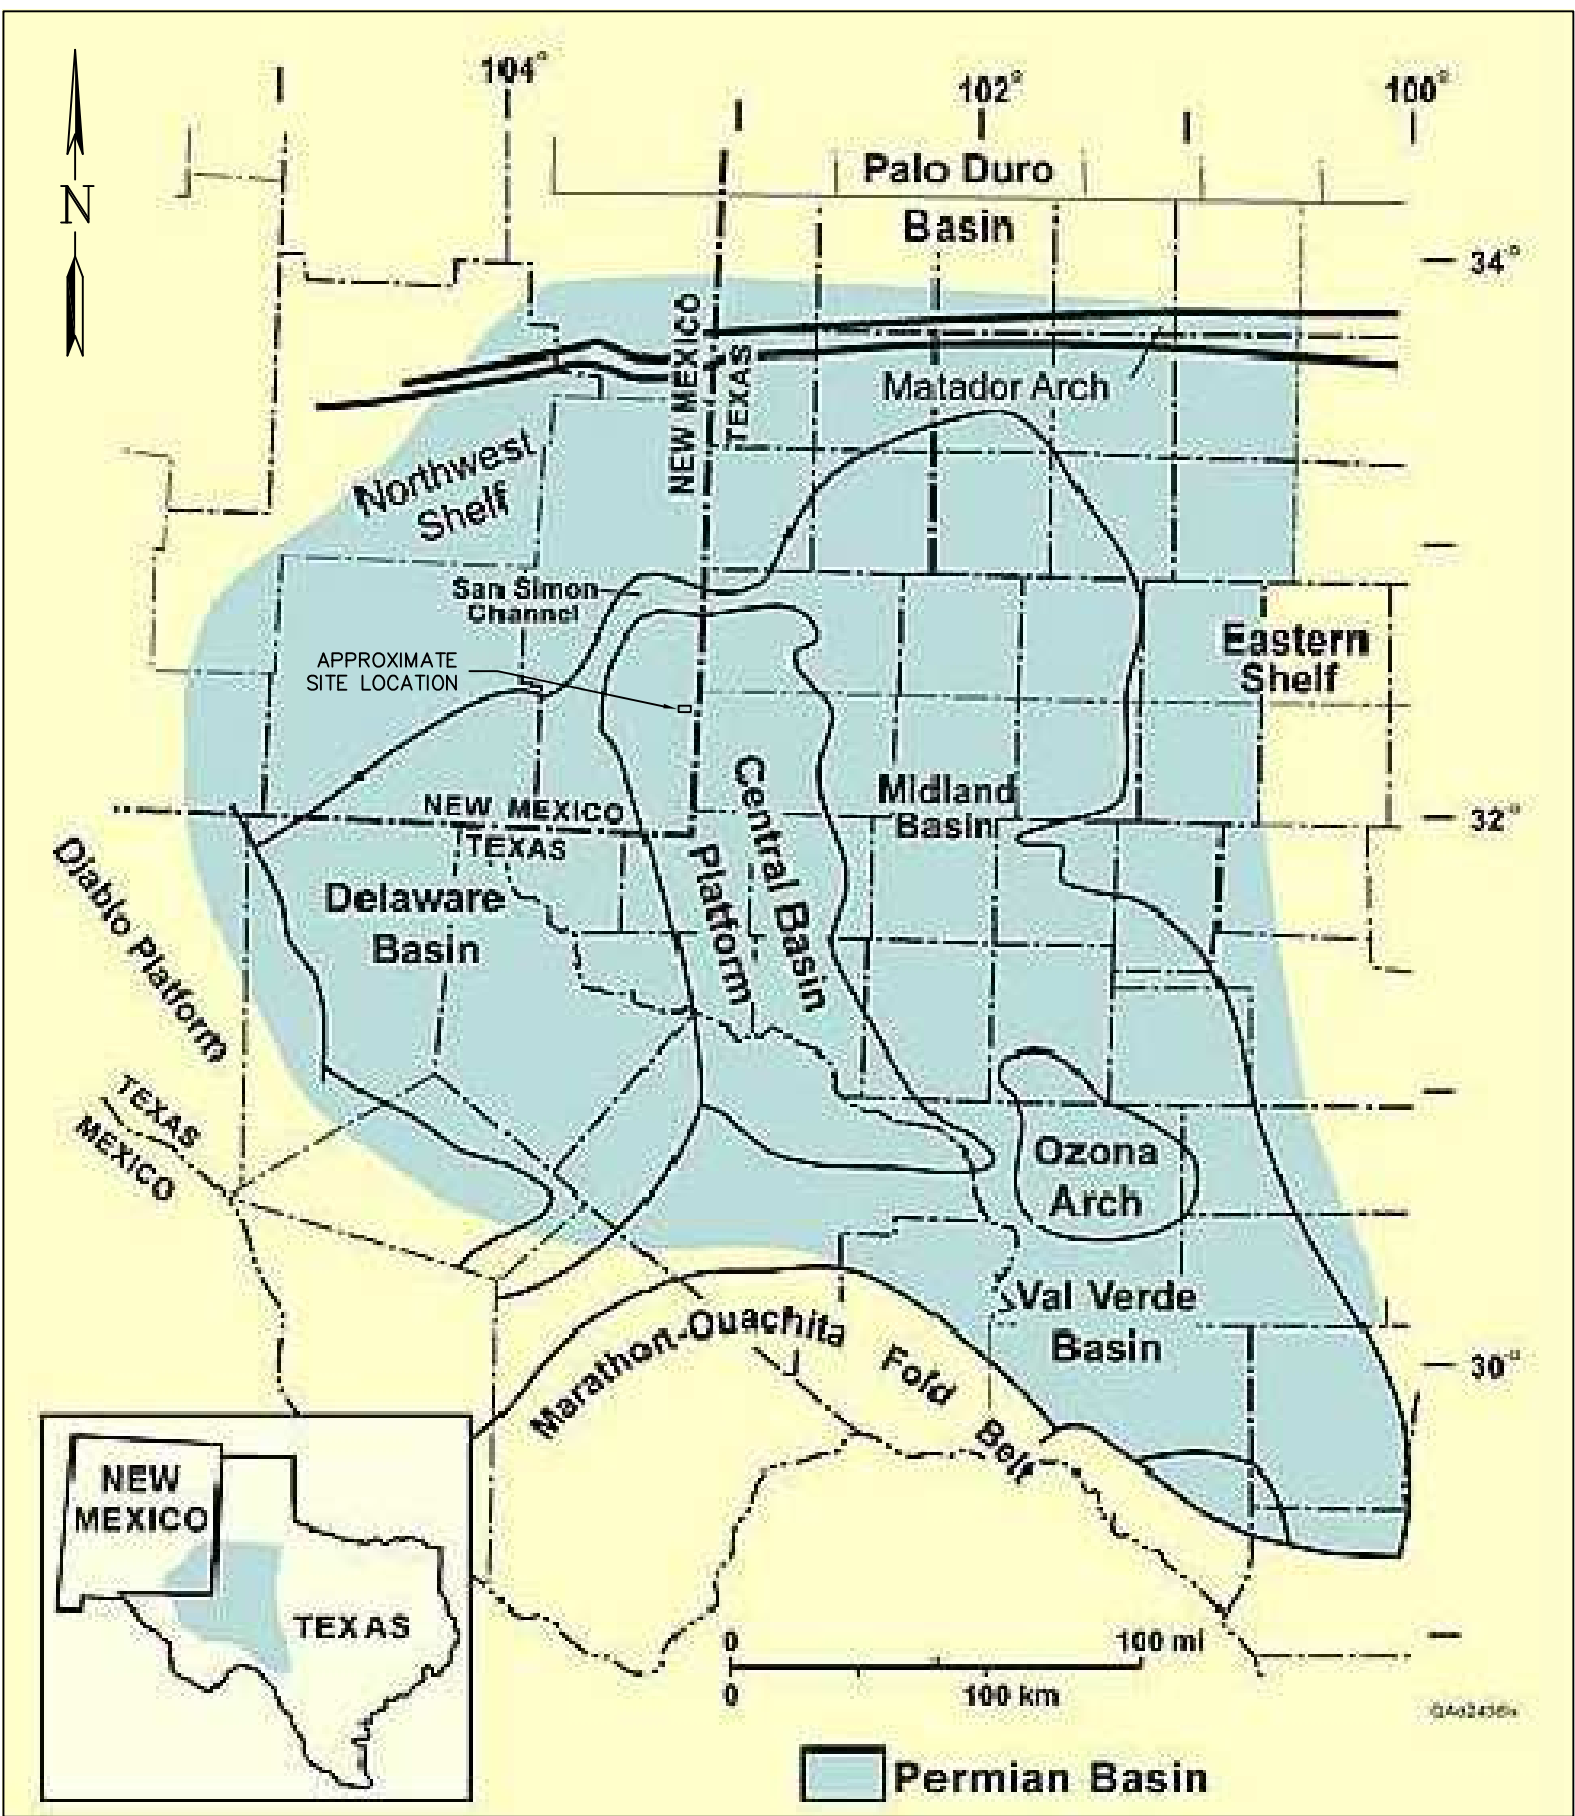 104°
102°
100°
N
Palo Duro
Basin
34°
NEW MEXICO
TEXAS
Matador Arch
Northwest
Shelf
San Simon
Channel
Eastern
Shelf
APPROXIMATE
SITE LOCATION
Central Basin
Platform
Midland
Basin
NEW MEXICO
TEXAS
32°
Diablo Platform
Delaware
Basin
TEXAS
MEXICO
Ozona
Arch
Val Verde
Basin
Marathon-Ouachita Fold Belt
30°
NEW
MEXICO
TEXAS
0 100 mi
0 100 km
Permian Basin